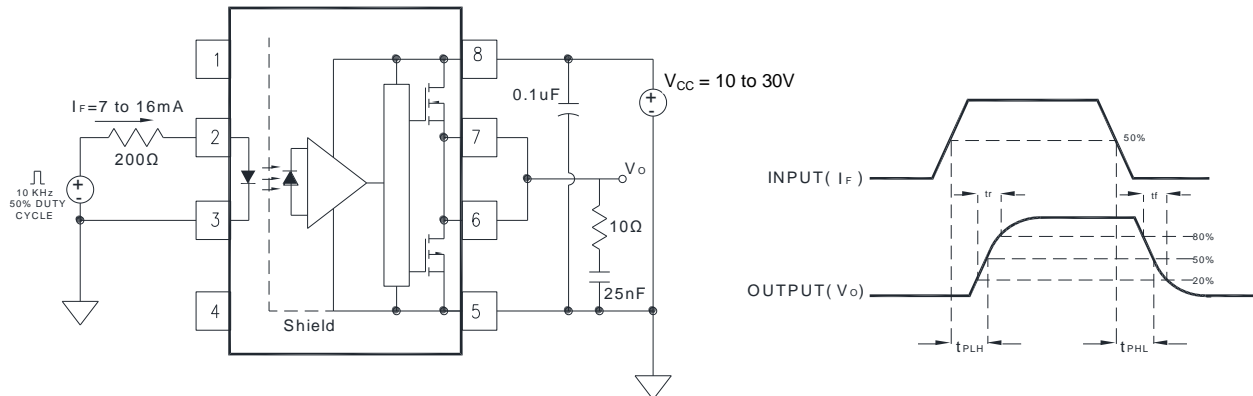 1
2
3
4
8
7
6
5
IF=7 to 16mA
200Ω
10 KHz
50% DUTY
CYCLE
+
-
Shield
0.1uF
VCC = 10 to 30V
+
-
VO
10Ω
25nF
INPUT( IF)
50%
tr
tf
80%
50%
20%
OUTPUT( VO)
tPLH
tPHL